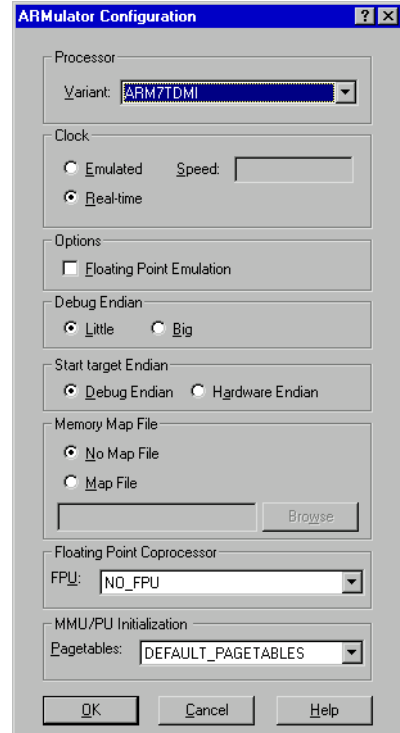 ARMulator Configuration
Processor
Variant: ARM7TDMI
Clock
Emulated Speed:
Real-time
Options
Floating Point Emulation
Debug Endian
Little Big
Start target Endian
Debug Endian Hardware Endian
Memory Map File
No Map File
Map File
Browse
Floating Point Coprocessor
FPU: NO_FPU
MMU/PU Initialization
Pagetables: DEFAULT_PAGETABLES
OK Cancel Help